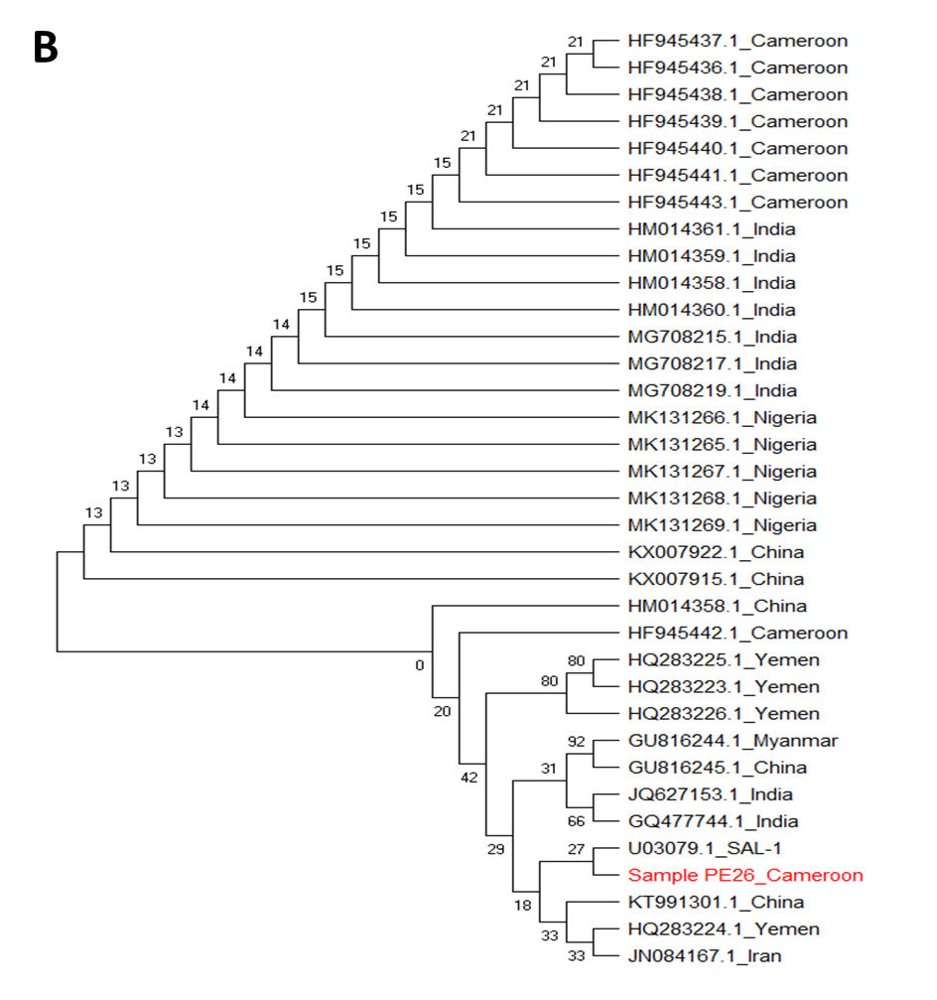 B
21 HF945437.1_Cameroon
21 HF945436.1_Cameroon
21 HF945438.1_Cameroon
21 HF945439.1_Cameroon
21 HF945440.1_Cameroon
15 HF945441.1_Cameroon
15 HF945443.1_Cameroon
15 HM014361.1_India
15 HM014359.1_India
15 HM014358.1_India
15 HM014360.1_India
14 MG708215.1_India
14 MG708217.1_India
14 MG708219.1_India
14 MK131266.1_Nigeria
13 MK131265.1_Nigeria
13 MK131267.1_Nigeria
13 MK131268.1_Nigeria
13 MK131269.1_Nigeria
KX007922.1_China
KX007915.1_China
HM014358.1_China
HF945442.1_Cameroon
0
80 HQ283225.1_Yemen
80 HQ283223.1_Yemen
20 HQ283226.1_Yemen
92 GU816244.1_Myanmar
31 GU816245.1_China
42
JQ627153.1_India
66 GQ477744.1_India
29 27 U03079.1_SAL-1
Sample PE26_Cameroon
18 KT991301.1_China
33 HQ283224.1_Yemen
33 JN084167.1_Iran